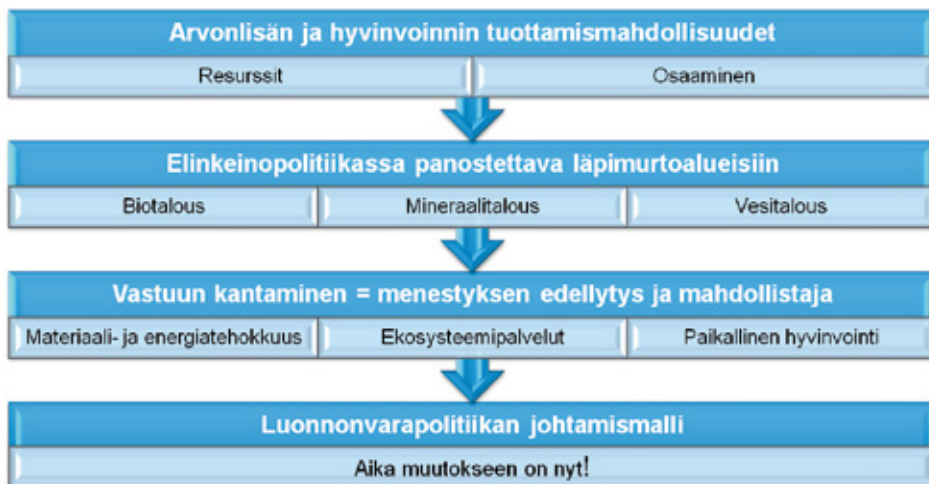 Arvonlisän ja hyvinvoinnin tuottamismahdollisuudet
Resurssit
Osaaminen
Elinkeinopolitiikassa panostettava läpimurtoalueisiin
Biotalous
Mineraalitalous
Vesitalous
Vastuun kantaminen = menestyksen edellytys ja mahdollistaja
Materiaali- ja energiatehokkuus
Ekosysteemipalvelut
Paikallinen hyvinvointi
Luonnonvarapolitiikan johtamismalli
Aika muutokseen on nyt!